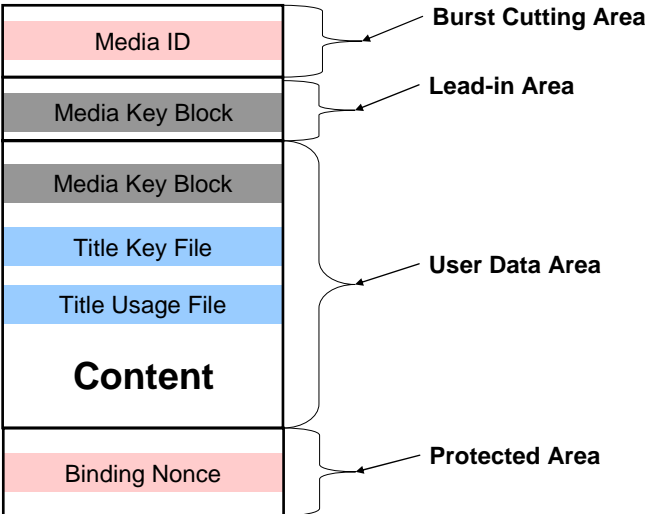 Burst Cutting Area
Media ID
Lead-in Area
Media Key Block
Media Key Block
Title Key File
User Data Area
Title Usage File
Content
Protected Area
Binding Nonce